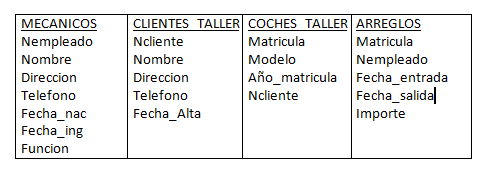 MECANICOS
Nempleado
Nombre
Direccion
Telefono
Fecha_nac
Fecha_ing
Funcion
CLIENTES TALLER
Ncliente
Nombre
Direccion
Telefono
Fecha_Alta
COCHES TALLER
Matricula
Modelo
Año_matricula
Ncliente
ARREGLOS
Matricula
Nempleado
Fecha_entrada
Fecha_salida
Importe